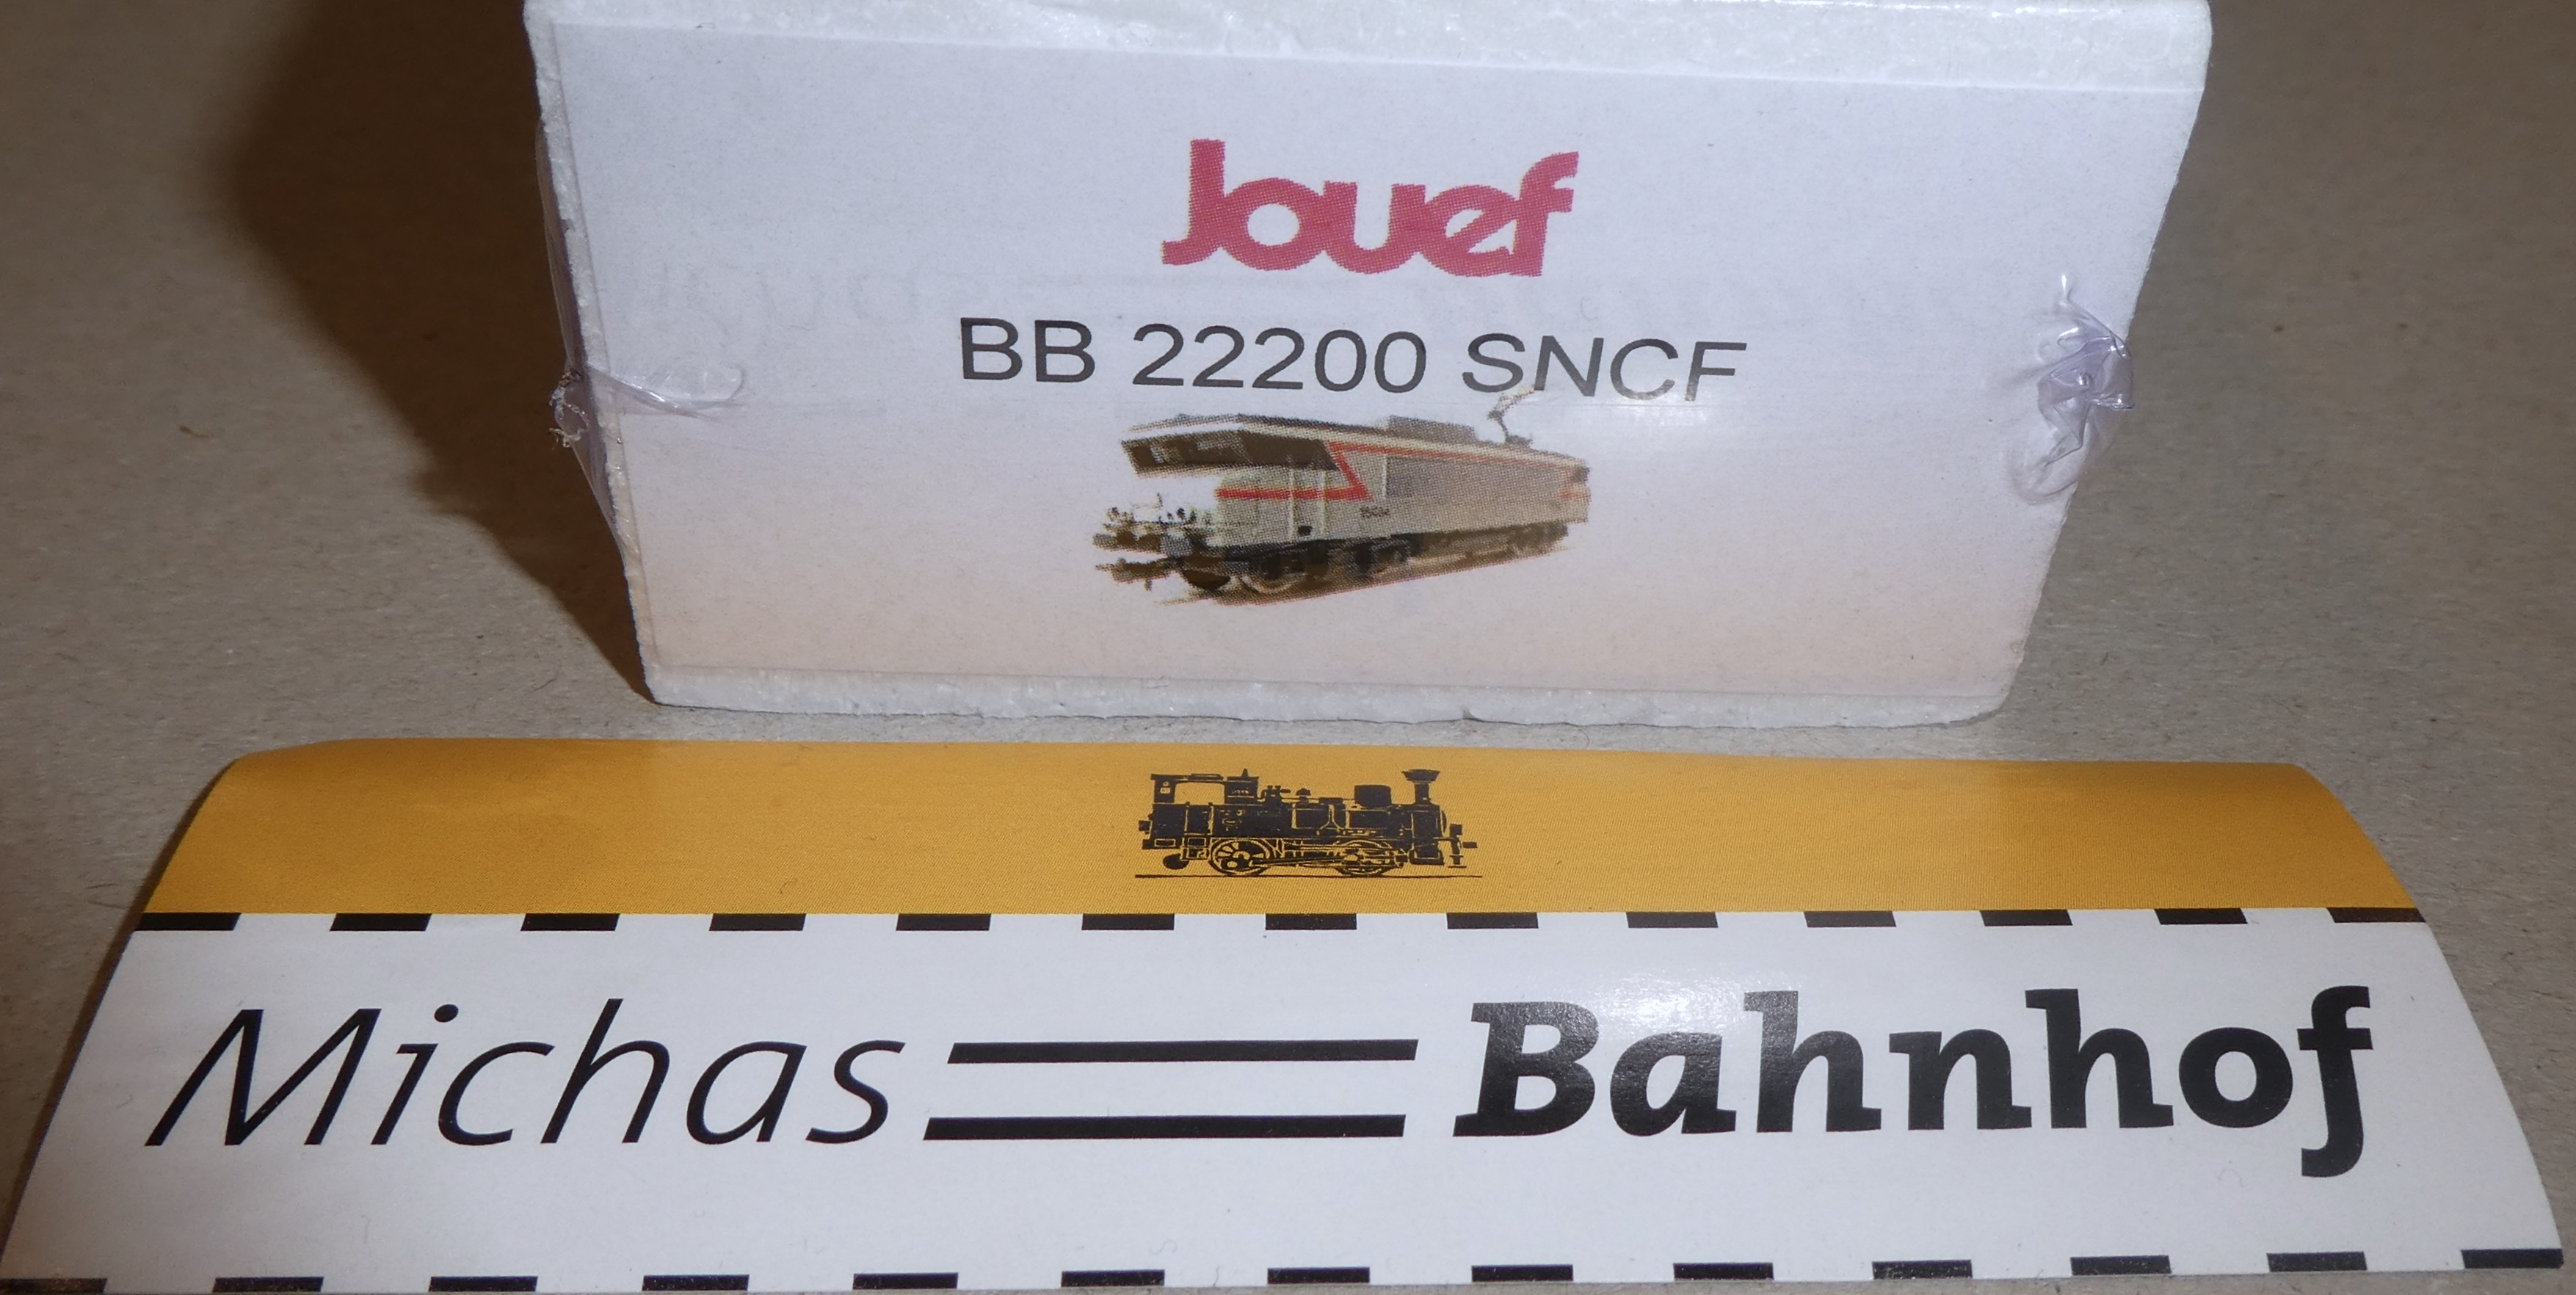 Jouef
BB 22200 SNCF
Michas Bahnhof